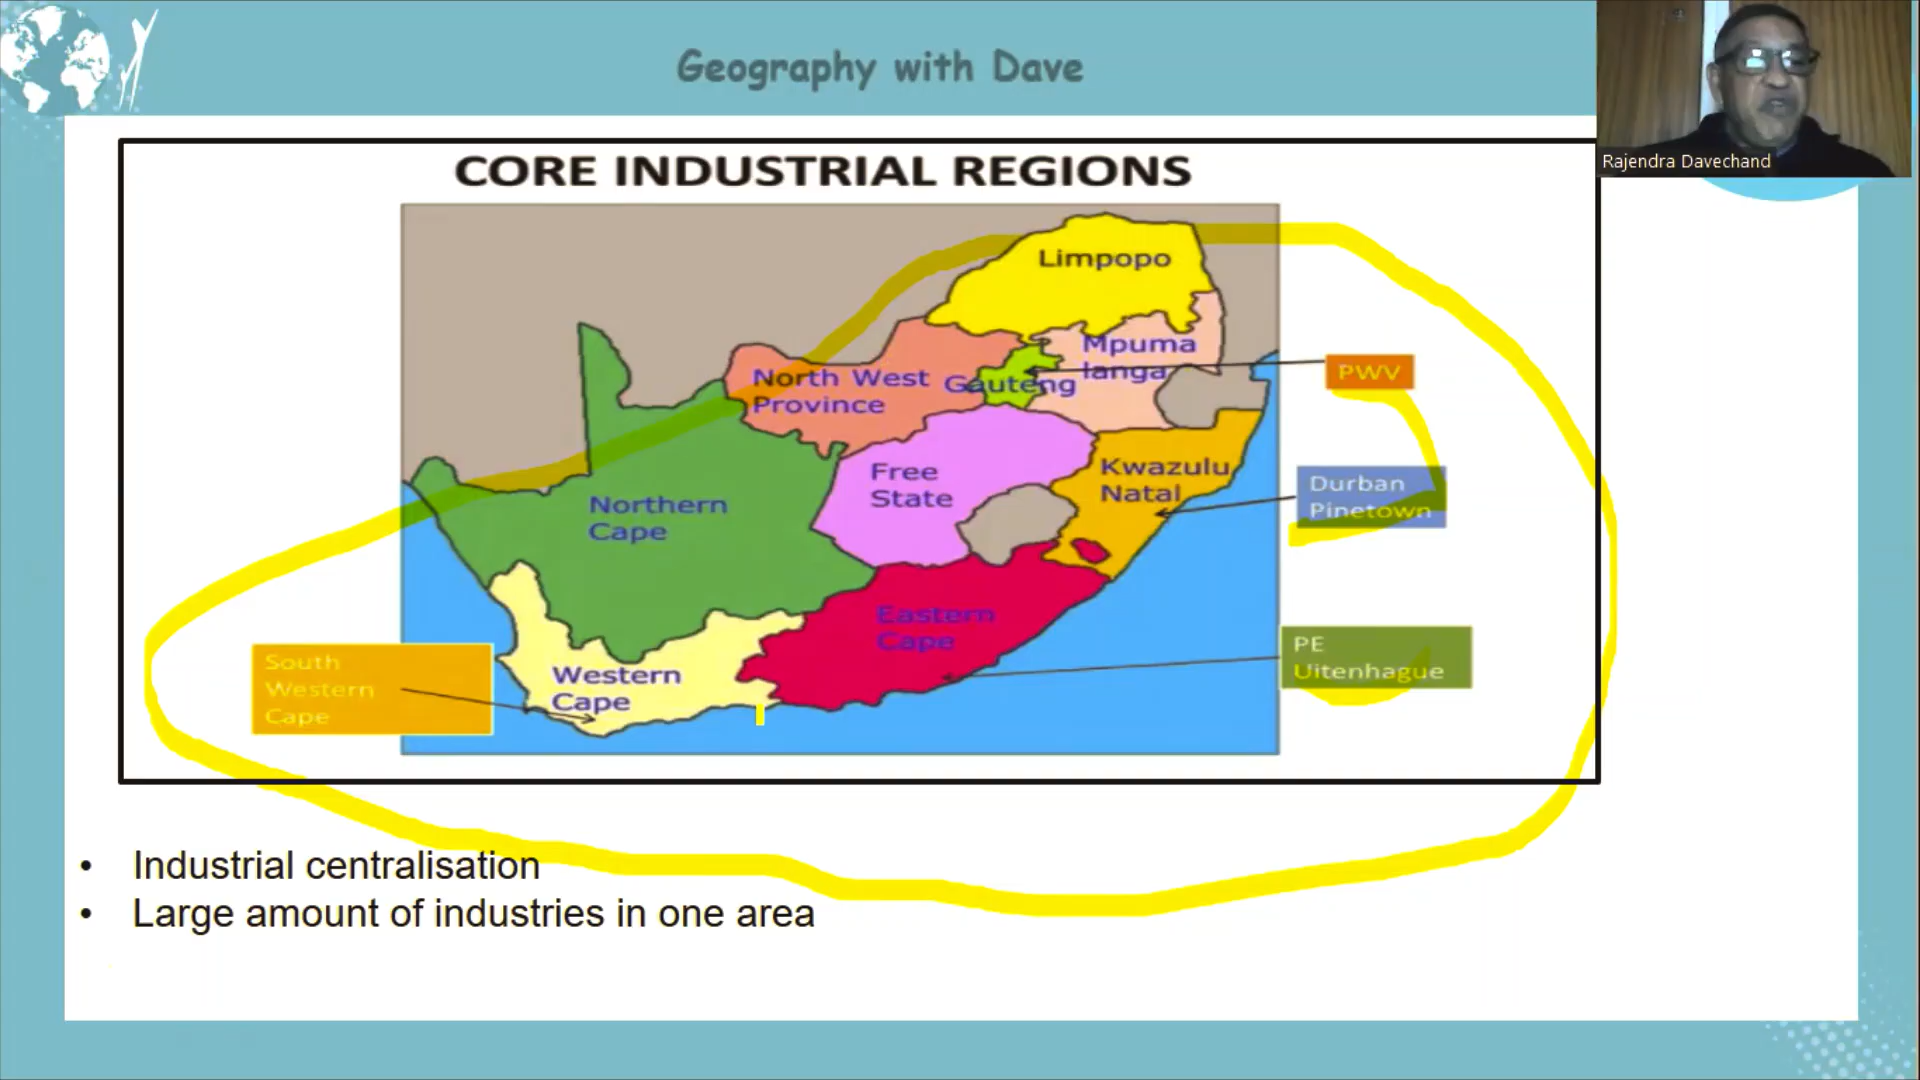 Geography with Dave
Rajendra Davechand
CORE INDUSTRIAL REGIONS
Limpopo
Mpuma
langa
North West
Province
Gauteng
PWV
Free
State
Kwazulu
Natal
Durban
Pinetown
Northern
Cape
Eastern
Cape
PE
Uitenhague
South
Western
Cape
Western
Cape
• Industrial centralisation
• Large amount of industries in one area